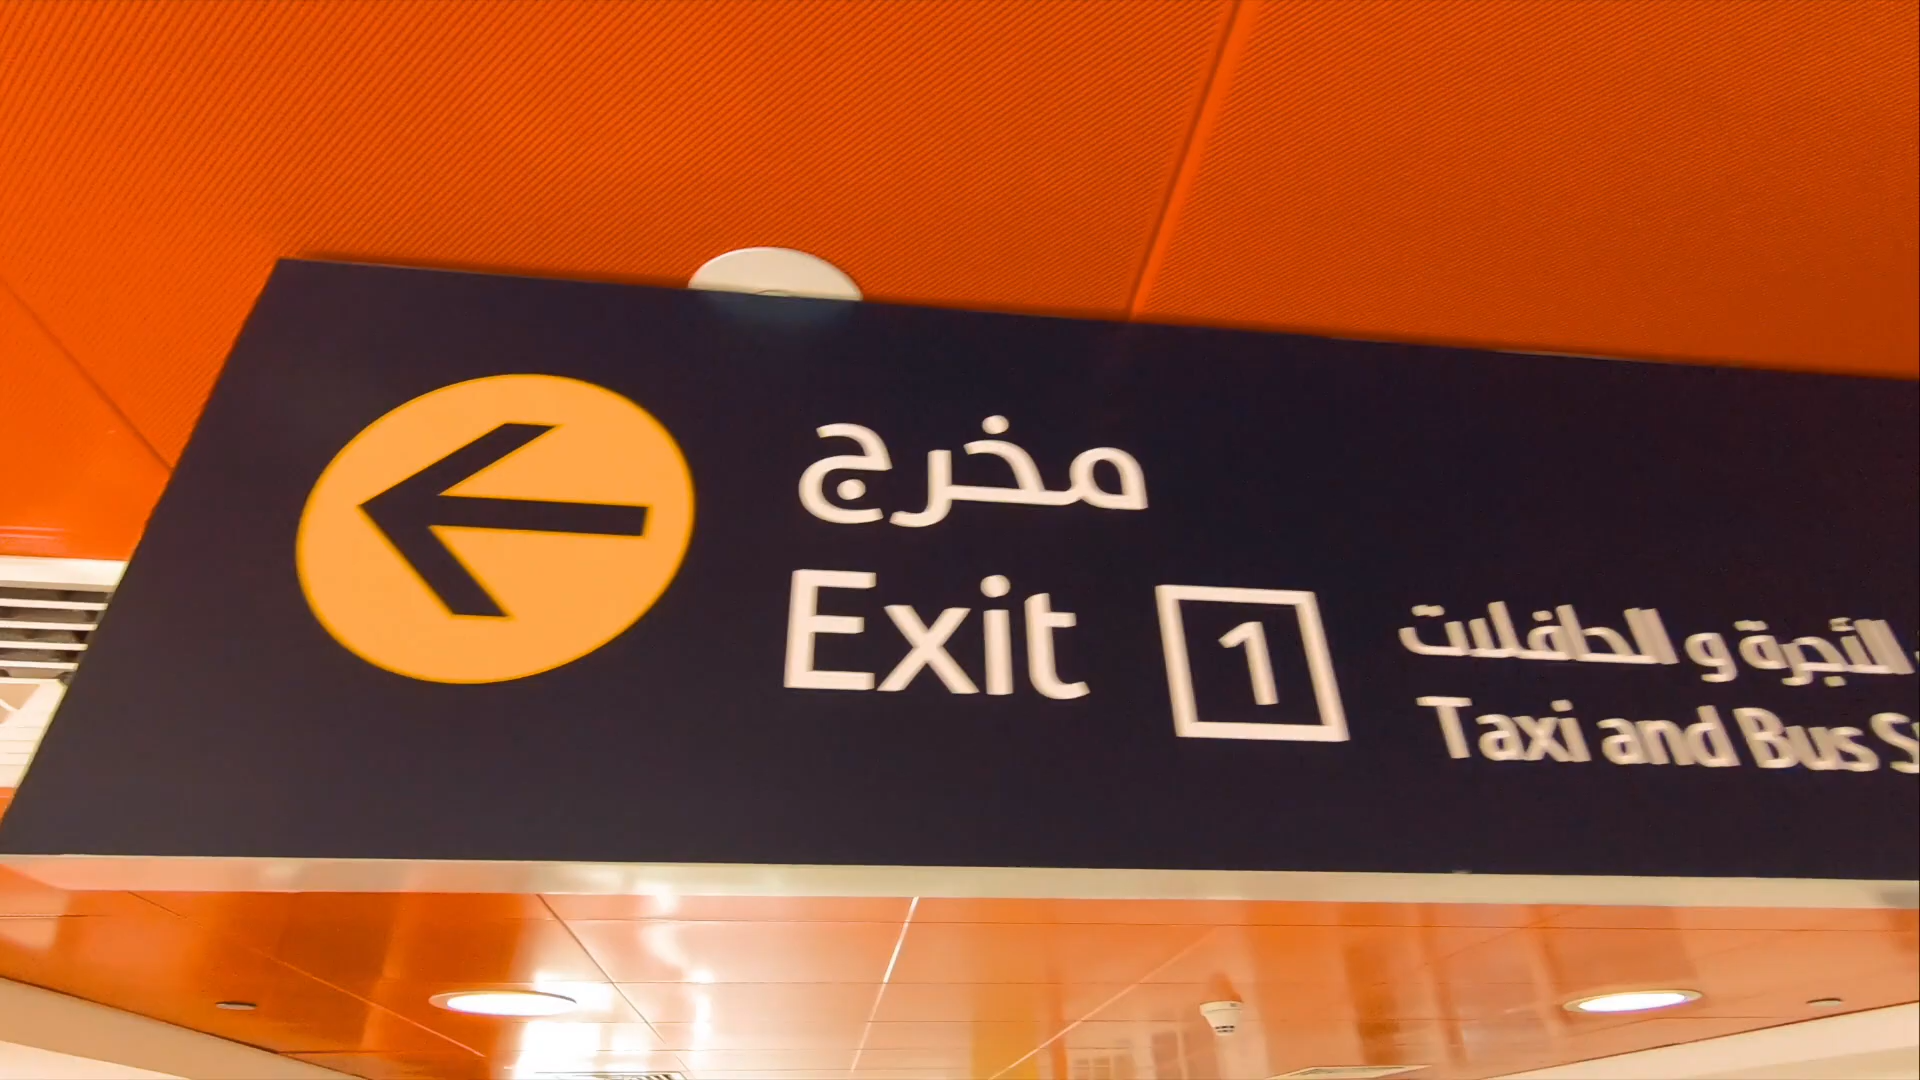 مخرج
Exit
1
الأجرة و الحافلات
Taxi and Bus